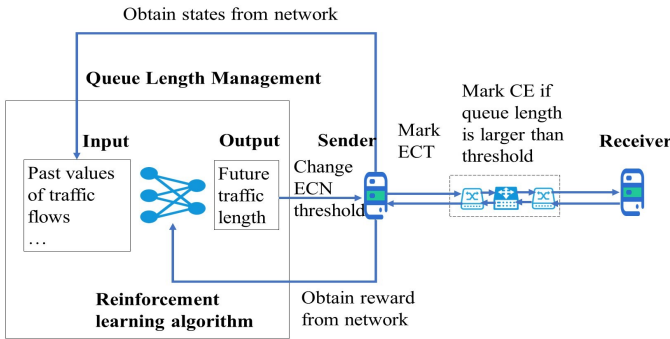 Obtain states from network
Queue Length Management
Input
Output
Sender
Mark
ECT
Mark CE if
queue length
is larger than
threshold
Receiver
Past values
of traffic
flows
…
Future
traffic
length
Change
ECN
threshold
Reinforcement
learning algorithm
Obtain reward
from network